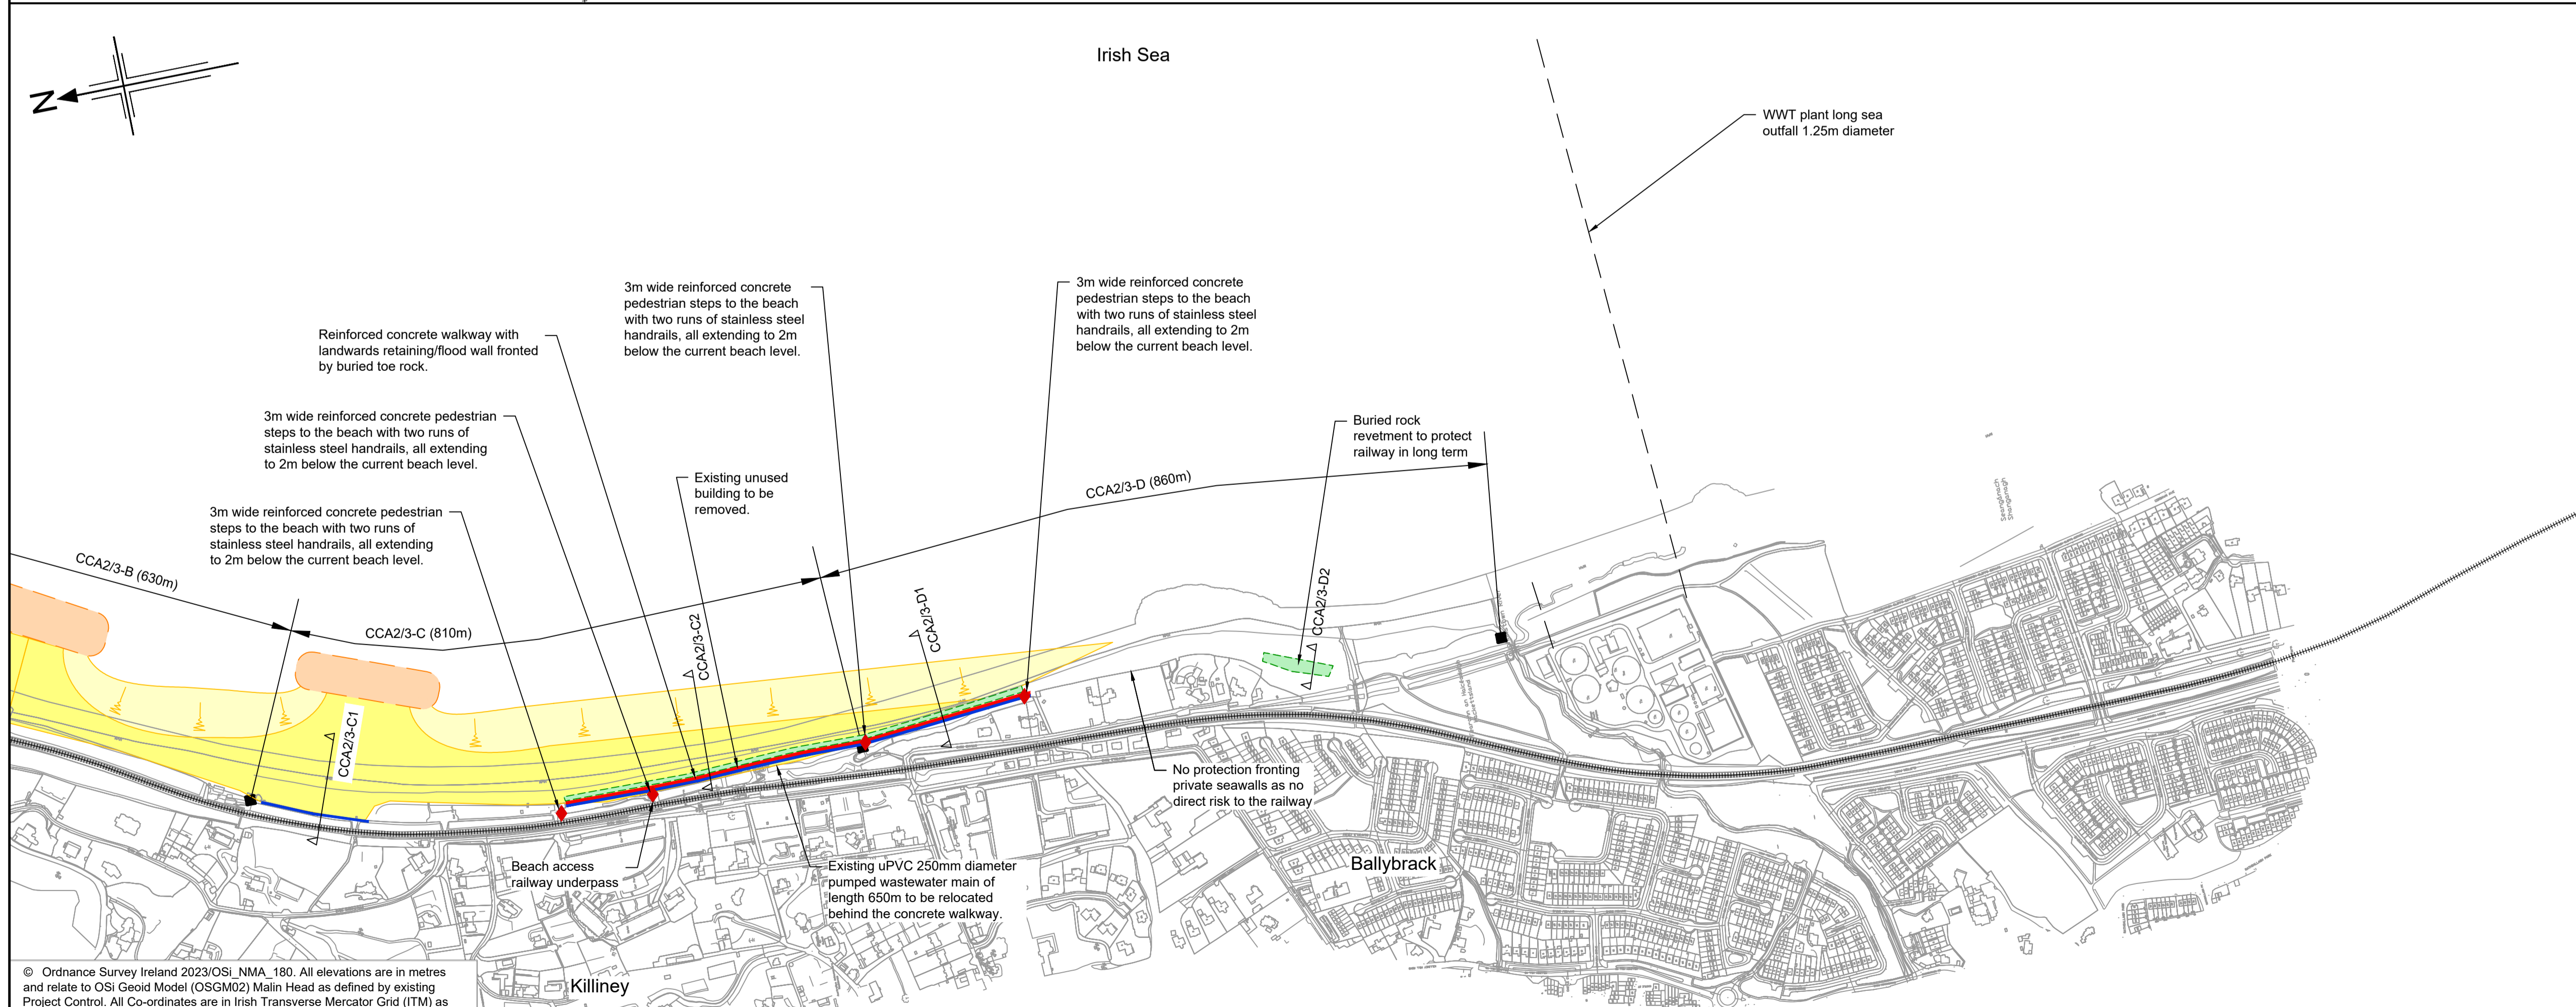 Irish Sea
N
WWT plant long sea
outfall 1.25m diameter
3m wide reinforced concrete
pedestrian steps to the beach
with two runs of stainless steel
handrails, all extending to 2m
below the current beach level.
3m wide reinforced concrete
pedestrian steps to the beach
with two runs of stainless steel
handrails, all extending to 2m
below the current beach level.
Reinforced concrete walkway with
landwards retaining/flood wall fronted
by buried toe rock.
3m wide reinforced concrete pedestrian
steps to the beach with two runs of
stainless steel handrails, all extending
to 2m below the current beach level.
Buried rock
revetment to protect
railway in long term
Existing unused
building to be
removed.
3m wide reinforced concrete pedestrian
steps to the beach with two runs of
stainless steel handrails, all extending
to 2m below the current beach level.
CCA2/3-D (860m)
CCA2/3-B (630m)
CCA2/3-C (810m)
CCA2/3-C2
CCA2/3-D1
CCA2/3-D2
CCA2/3-C1
Shanganagh
No protection fronting
private seawalls as no
direct risk to the railway
Beach access
railway underpass
Existing uPVC 250mm diameter
pumped wastewater main of
length 650m to be relocated
behind the concrete walkway.
Ballybrack
Killiney
© Ordnance Survey Ireland 2023/OSi_NMA_180. All elevations are in metres
and relate to OSi Geoid Model (OSGM02) Malin Head as defined by existing
Project Control. All Co-ordinates are in Irish Transverse Mercator Grid (ITM) as